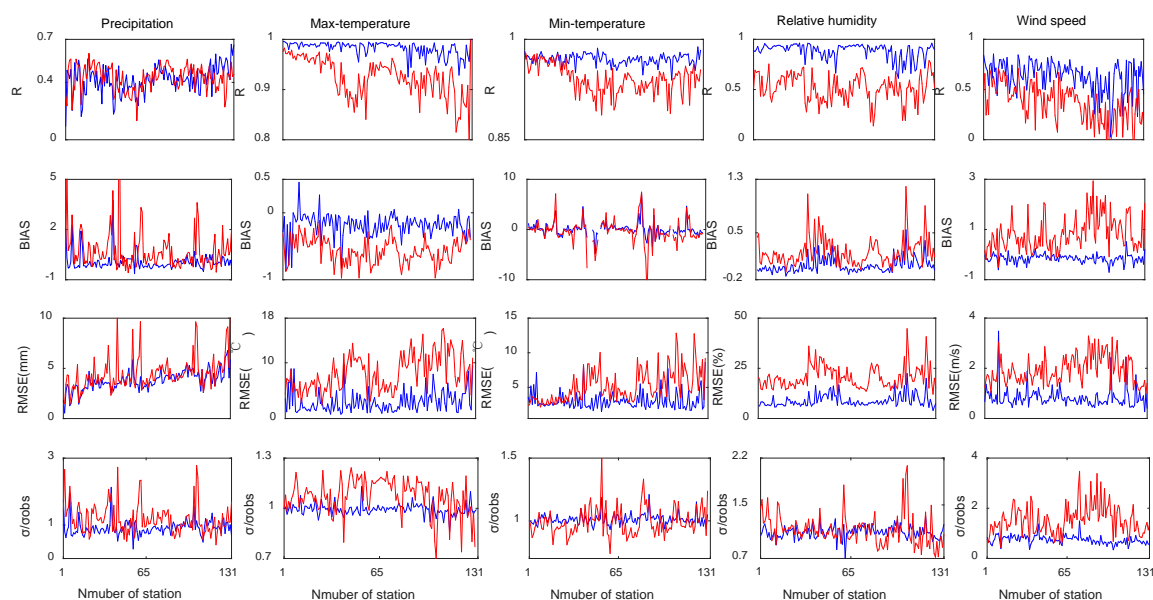 Precipitation Max-temperature Min-temperature Relative humidity Wind speed
0.7 1 1 1 1
0.4 0.9 0.5 0.5
0 0.8 0.85 0 0
R R R R R
5 0.5 10 1.3 3
2 0 0 0.5 1
-1 -1 -10 -0.2 -1
BIAS BIAS BIAS BIAS BIAS
10 18 15 50 4
5 10 10 25 2
0 0 5 0 0
0
RMSE(mm) RMSE( °C ) RMSE( °C ) RMSE(%) RMSE(m/s)
3 1.3 1.5 2.2 4
1 1 1 1.5 2
0 0.7 0.7 0
σ/σobs σ/σobs σ/σobs σ/σobs σ/σobs
1 65 131 1 65 131 1 65 131 1 65 131 1 65 131
Nmuber of station Nmuber of station Nmuber of station Nmuber of station Nmuber of station